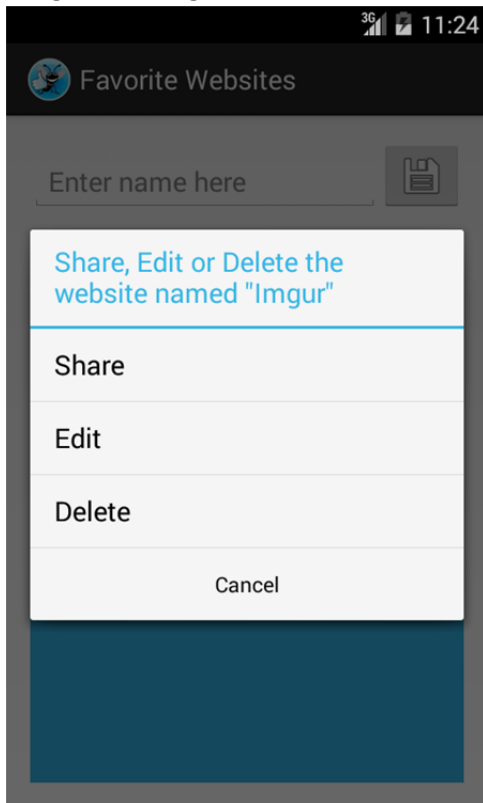 3G 11:24
Favorite Websites
Enter name here
Share, Edit or Delete the
website named "Imgur"
Share
Edit
Delete
Cancel